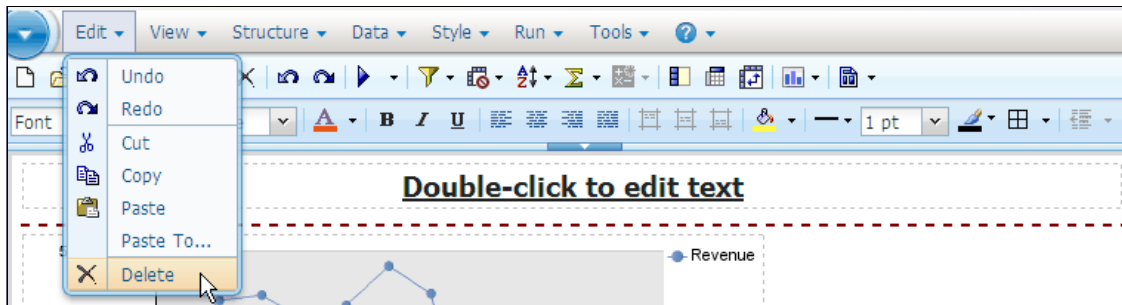 Edit View Structure Data Style Run Tools
Undo
Redo
Font 1 pt
Cut
Copy
Paste
Double-click to edit text
Paste To...
Revenue
Delete